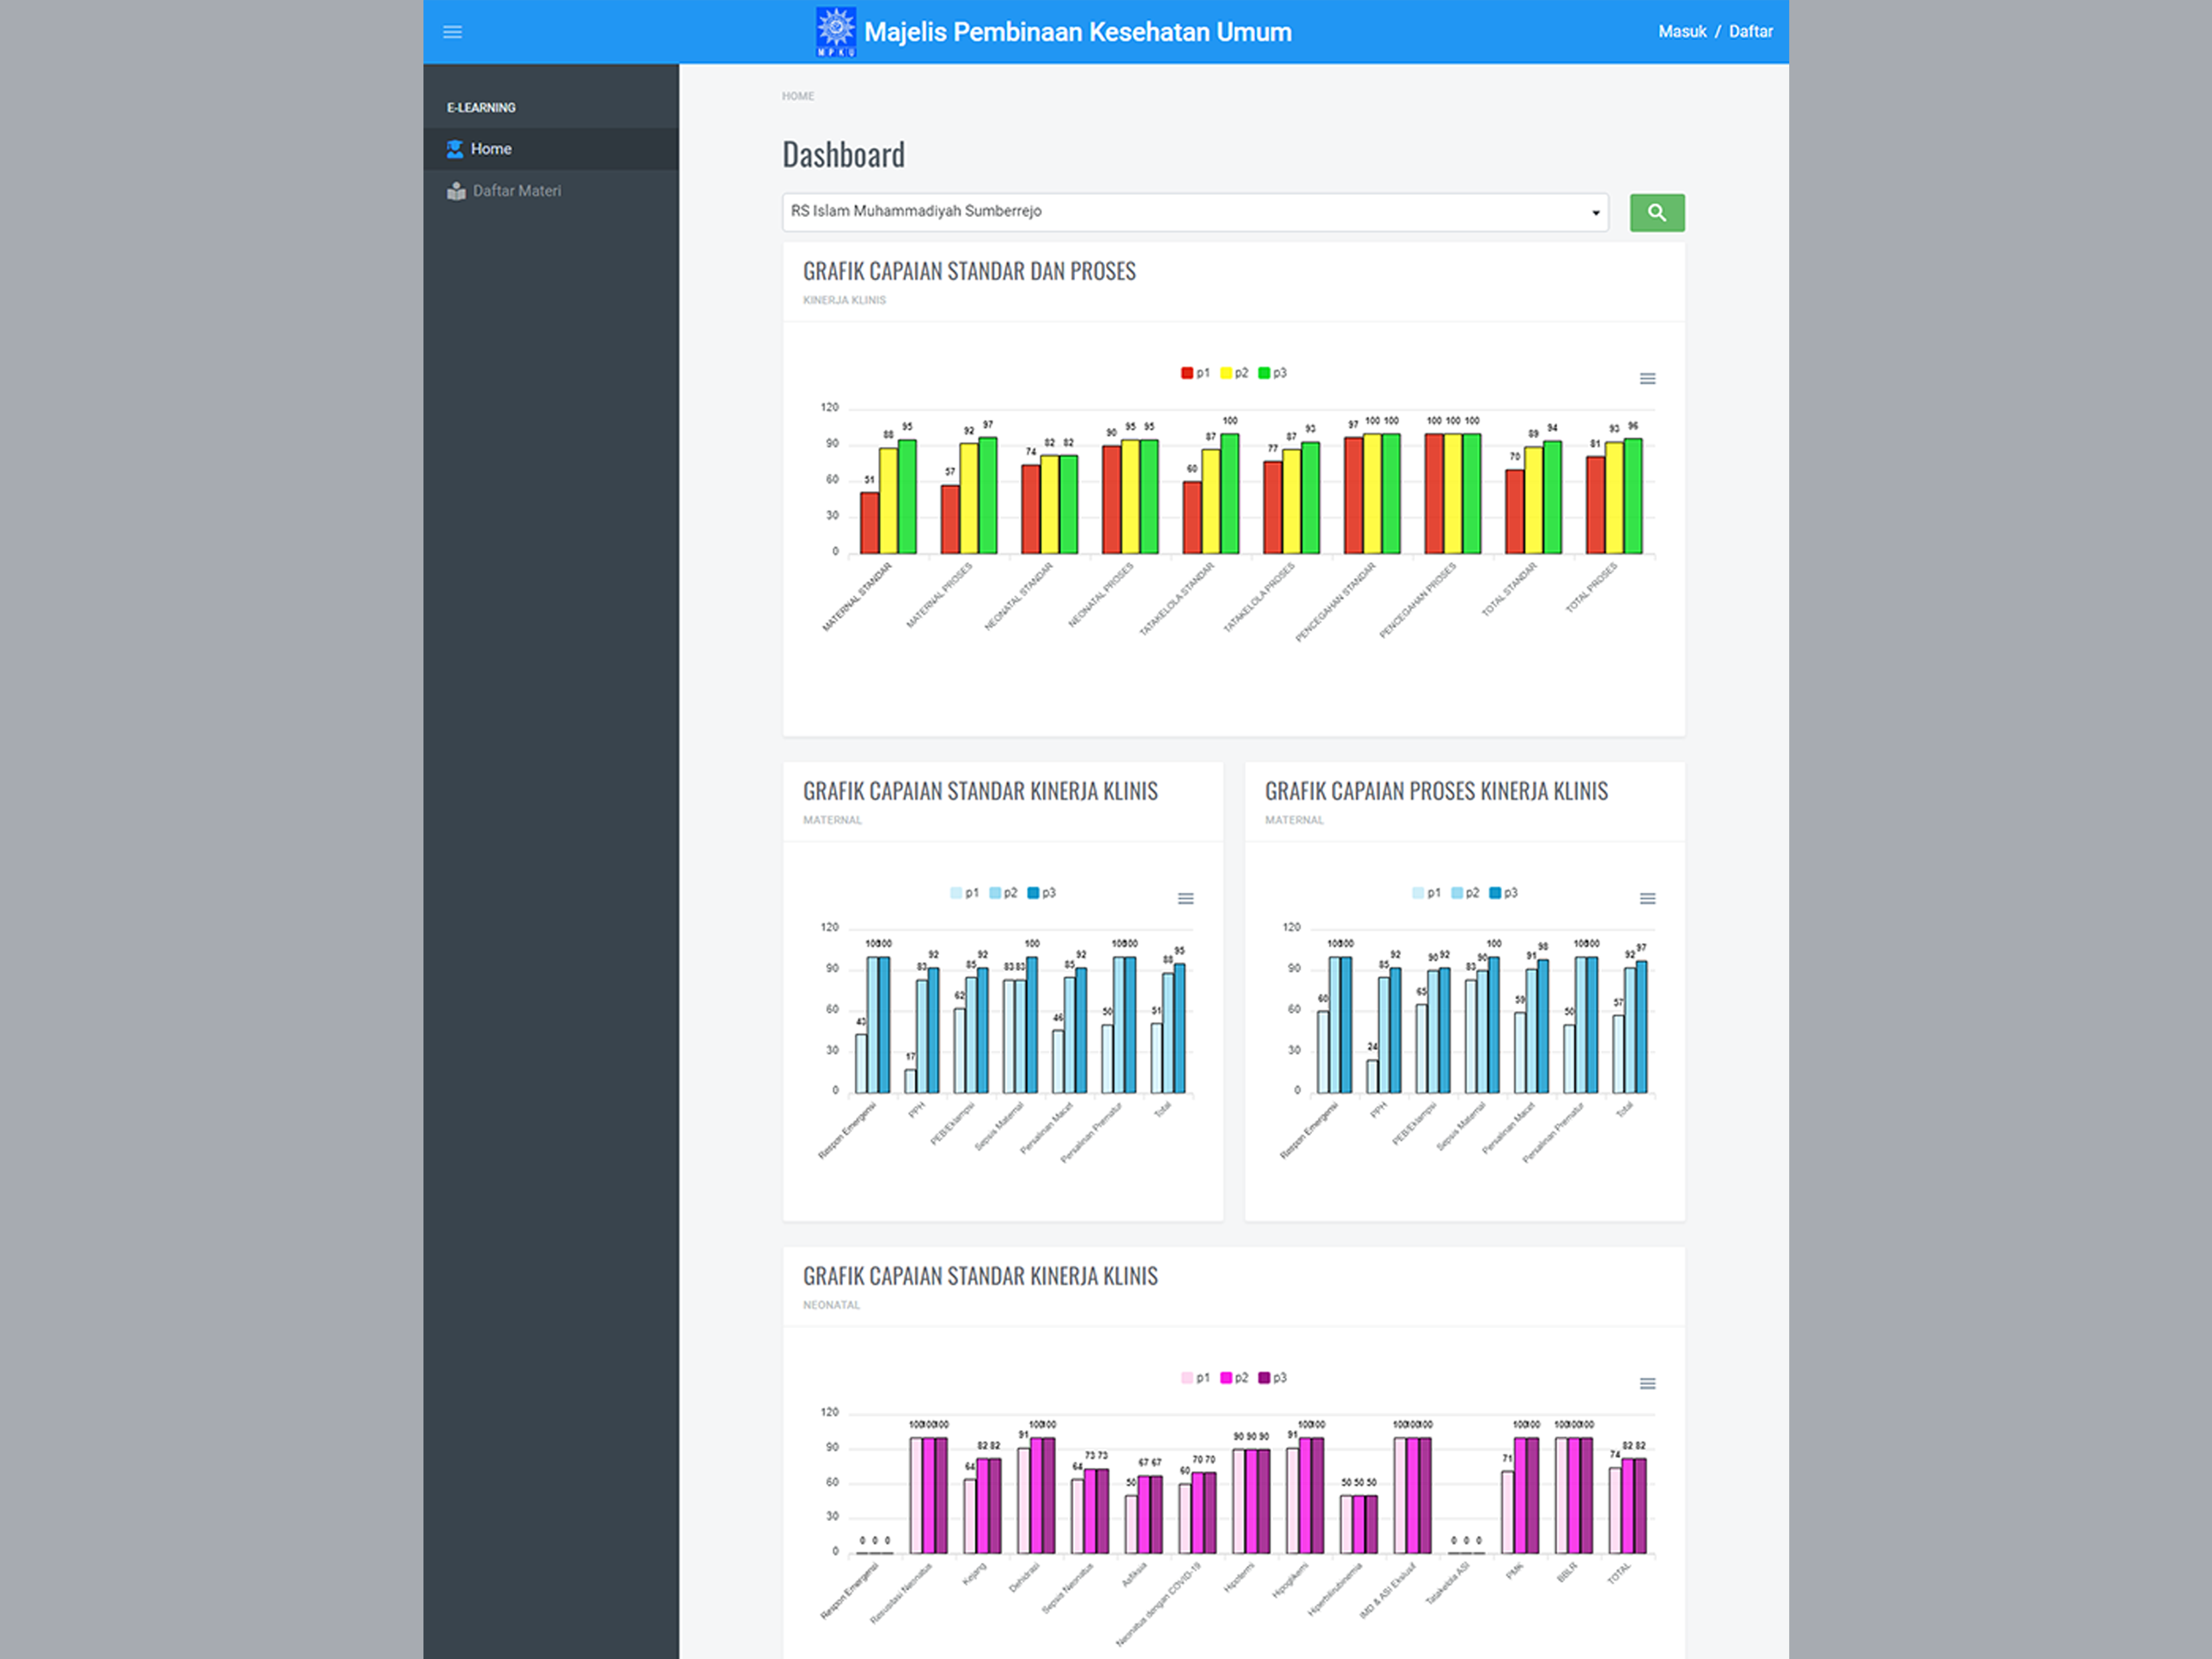 MPKU
Majelis Pembinaan Kesehatan Umum
Masuk / Daftar
E-LEARNING
Home
Daftar Materi
HOME
Dashboard
RS Islam Muhammadiyah Sumberrejo
GRAFIK CAPAIAN STANDAR DAN PROSES
KINERJA KLINIS
p1 p2 p3
120
90
60
30
0
51 88 95 57 92 97 74 82 82 90 95 95 60 87 100 77 87 93 97 100 100 100 100 100 70 89 94 81 93 96
MATERNAL STANDAR
MATERNAL PROSES
NEONATAL STANDAR
NEONATAL PROSES
TATAKELOLA STANDAR
TATAKELOLA PROSES
PENCEGAHAN STANDAR
PENCEGAHAN PROSES
TOTAL STANDAR
TOTAL PROSES
GRAFIK CAPAIAN STANDAR KINERJA KLINIS
MATERNAL
p1 p2 p3
120
90
60
30
0
43 100 100 17 83 92 62 85 92 83 83 100 46 85 92 50 100 100 51 88 95
Respon Emergensi
PPH
PEB/Eklampsi
Sepsis Maternal
Persalinan Macet
Persalinan Prematur
Total
GRAFIK CAPAIAN PROSES KINERJA KLINIS
MATERNAL
p1 p2 p3
120
90
60
30
0
60 100 100 24 85 92 65 90 92 83 90 100 59 91 98 50 100 100 57 92 97
Respon Emergensi
PPH
PEB/Eklampsi
Sepsis Maternal
Persalinan Macet
Persalinan Prematur
Total
GRAFIK CAPAIAN STANDAR KINERJA KLINIS
NEONATAL
p1 p2 p3
120
90
60
30
0
0 0 0 100 100 100 64 82 82 91 100 100 64 73 73 50 67 67 60 70 70 90 90 90 91 100 100 50 50 50 100 100 100 0 0 0 71 100 100 100 100 100 74 82 82
Respon Emergensi
Resusitasi Neonatus
Kejang
Dehidrasi
Sepsis Neonatus
Asfiksia
Neonatus dengan COVID-19
Hipotermi
Hipoglikemi
Hiperbilirubinemia
IMD & ASI Ekslusif
Tatakelola ASI
PMK
BBLR
TOTAL